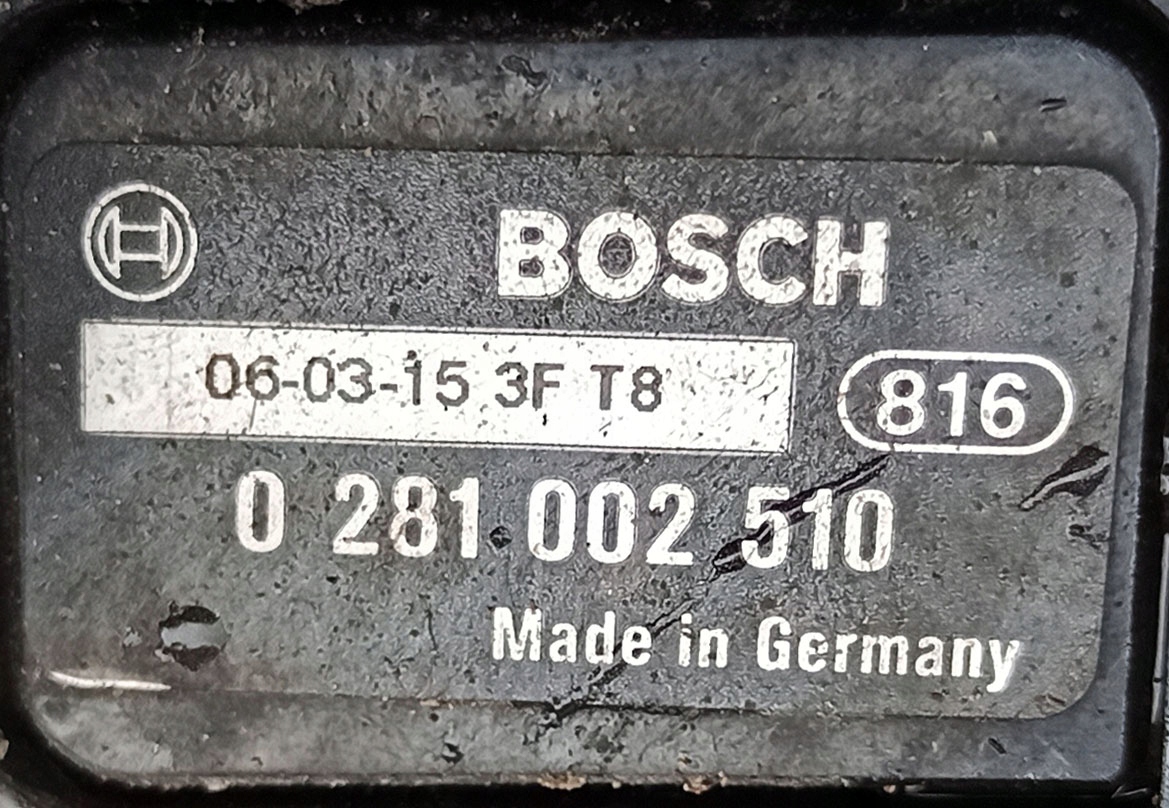 BOSCH
06-03-15 3F T8
816
0 281 002 510
Made in Germany